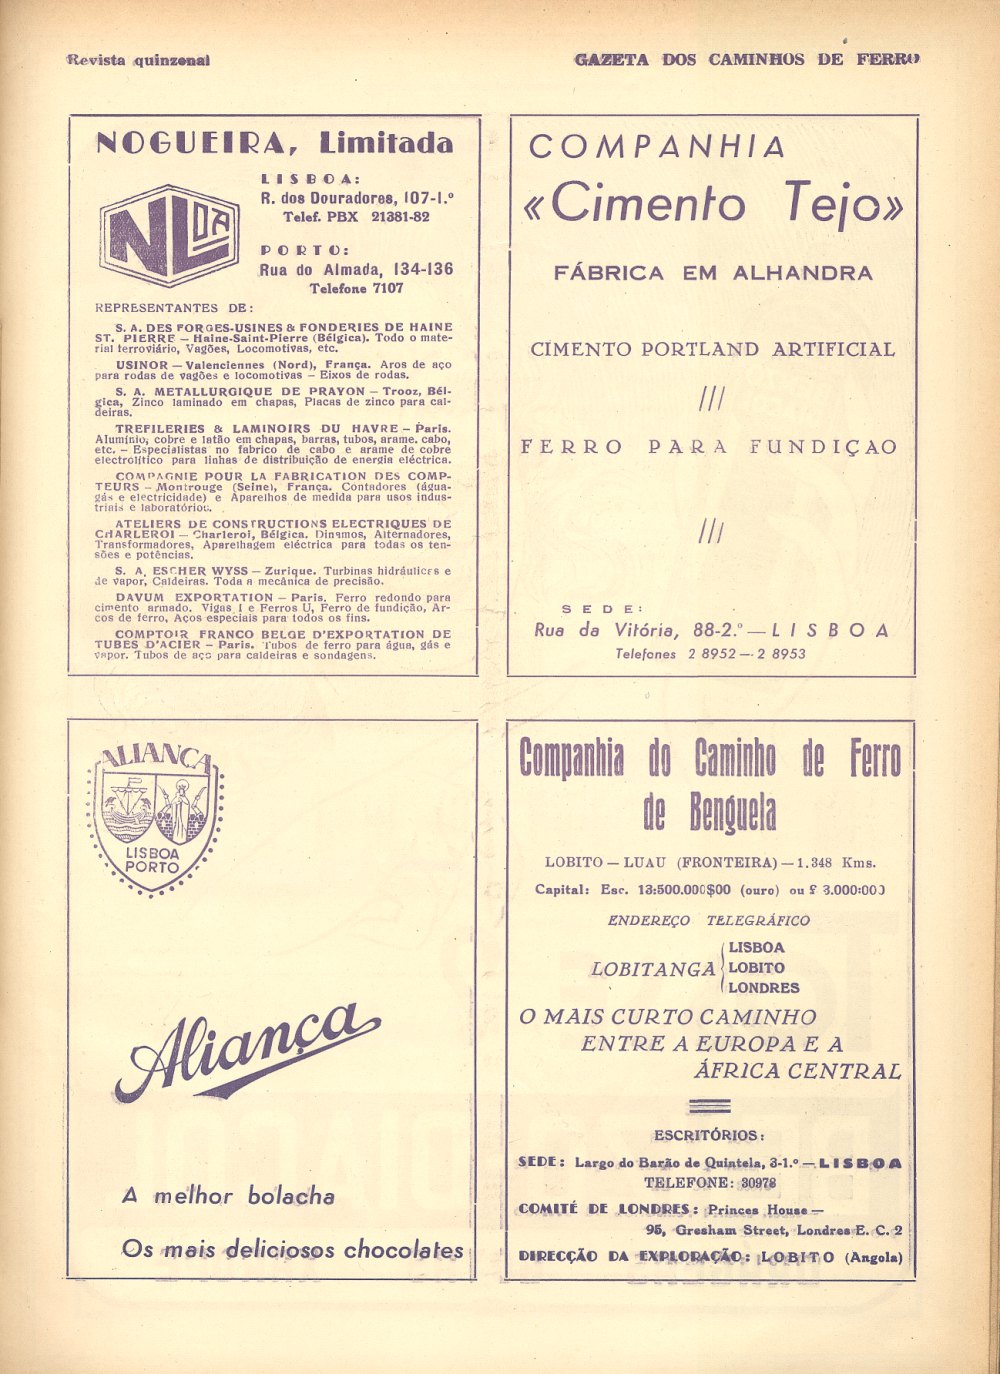 Revista quinzenal
GAZETA DOS CAMINHOS DE FERRO
NOGUEIRA, Limitada
NLDA
LISBOA:
R. dos Douradores, 107-1.º
Telef. PBX 21381-82
PORTO:
Rua do Almada, 134-136
Telefone 7107
REPRESENTANTES DE:
S. A. DES FORGES-USINES & FONDERIES DE HAINE
ST. PIERRE — Haine-Saint-Pierre (Bélgica). Todo o mate-
rial ferroviário, Vagões, Locomotivas, etc.
USINOR — Valenciennes (Nord), França. Aros de aço
para rodas de vagões e locomotivas — Eixos de rodas.
S. A. METALLURGIQUE DE PRAYON — Trooz, Bél-
gica, Zinco laminado em chapas, Placas de zinco para cal-
deiras.
TREFILERIES & LAMINOIRS DU HAVRE — Paris.
Alumínio, cobre e latão em chapas, barras, tubos, arame, cabo,
etc. — Especialistas no fabrico de cabo e arame de cobre
electrolítico para linhas de distribuição de energia eléctrica.
COMPAGNIE POUR LA FABRICATION DES COMP-
TEURS — Montrouge (Seine), França. Contadores (água-
gás e electricidade) e Aparelhos de medida para usos indus-
triais e laboratórios.
ATELIERS DE CONSTRUCTIONS ELECTRIQUES DE
CHARLEROI — Charleroi, Bélgica. Dinamos, Alternadores,
Transformadores, Aparelhagem eléctrica para todas os ten-
sões e potências.
S. A. ESCHER WYSS — Zurique. Turbinas hidráulicas e
de vapor, Caldeiras. Toda a mecânica de precisão.
DAVUM EXPORTATION — Paris. Ferro redondo para
cimento armado. Vigas I e Ferros U, Ferro de fundição, Ar-
cos de ferro, Aços especiais para todos os fins.
COMPTOIR FRANCO BELGE D'EXPORTATION DE
TUBES D'ACIER — Paris. Tubos de ferro para água, gás e
vapor. Tubos de aço para caldeiras e sondagens.
COMPANHIA
«Cimento Tejo»
FÁBRICA EM ALHANDRA
CIMENTO PORTLAND ARTIFICIAL
///
FERRO PARA FUNDIÇAO
///
SEDE:
Rua da Vitória, 88-2.º — LISBOA
Telefones 2 8952 — 2 8953
ALIANÇA
LISBOA
PORTO
Aliança
A melhor bolacha
Os mais deliciosos chocolates
Companhia do Caminho de Ferro
de Benguela
LOBITO — LUAU (FRONTEIRA) — 1.348 Kms.
Capital: Esc. 13:500.000$00 (ouro) ou £ 3.000:000
ENDEREÇO TELEGRÁFICO
LISBOA
LOBITANGA LOBITO
LONDRES
O MAIS CURTO CAMINHO
ENTRE A EUROPA E A
ÁFRICA CENTRAL
ESCRITÓRIOS:
SEDE: Largo do Barão de Quintela, 3-1.º — LISBOA
TELEFONE: 30978
COMITÉ DE LONDRES: Princes House —
95, Gresham Street, Londres E. C. 2
DIRECÇÃO DA EXPLORAÇÃO: LOBITO (Angola)